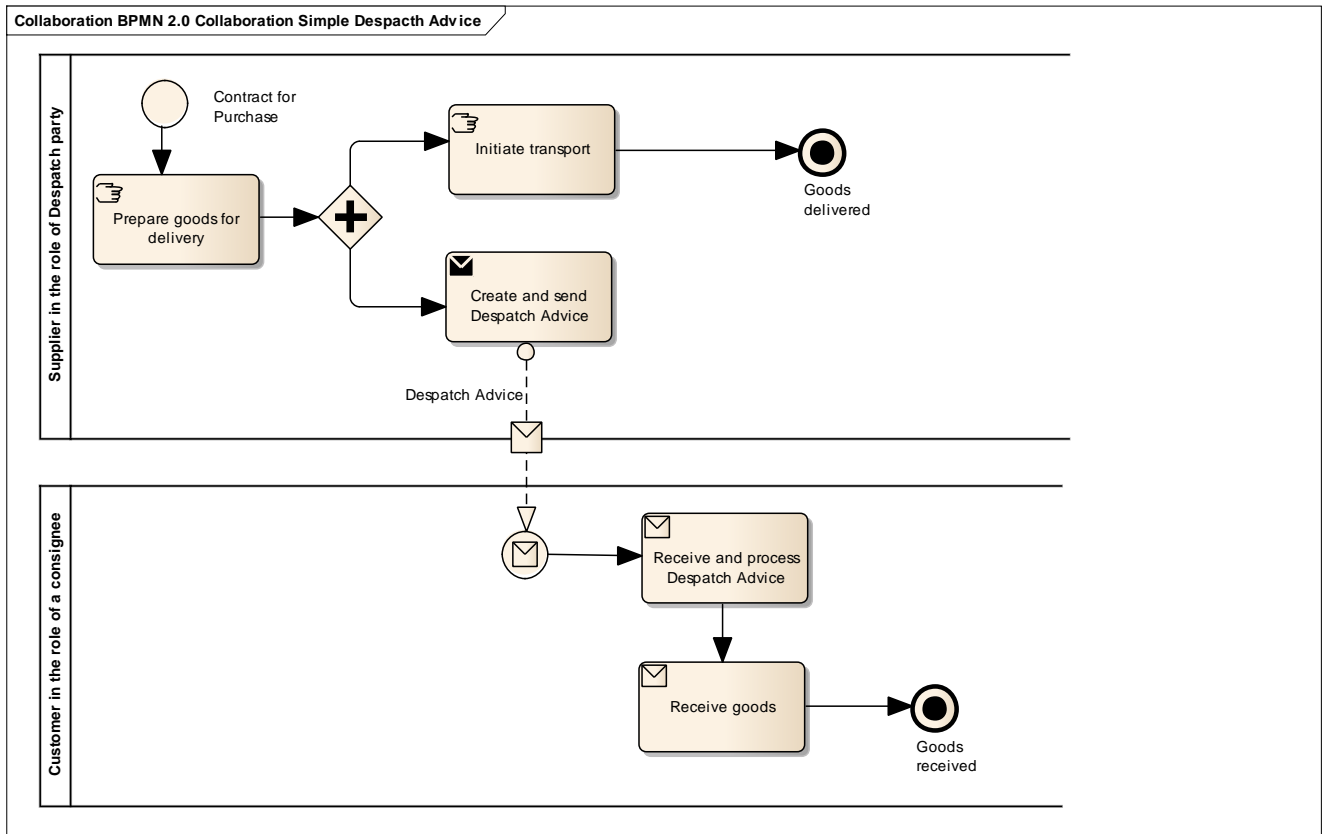 Collaboration BPMN 2.0 Collaboration Simple Despacth Advice
Supplier in the role of Despatch party
Contract for
Purchase
Prepare goods for
delivery
Initiate transport
Goods
delivered
Create and send
Despatch Advice
Despatch Advice
Customer in the role of a consignee
Receive and process
Despatch Advice
Receive goods
Goods
received